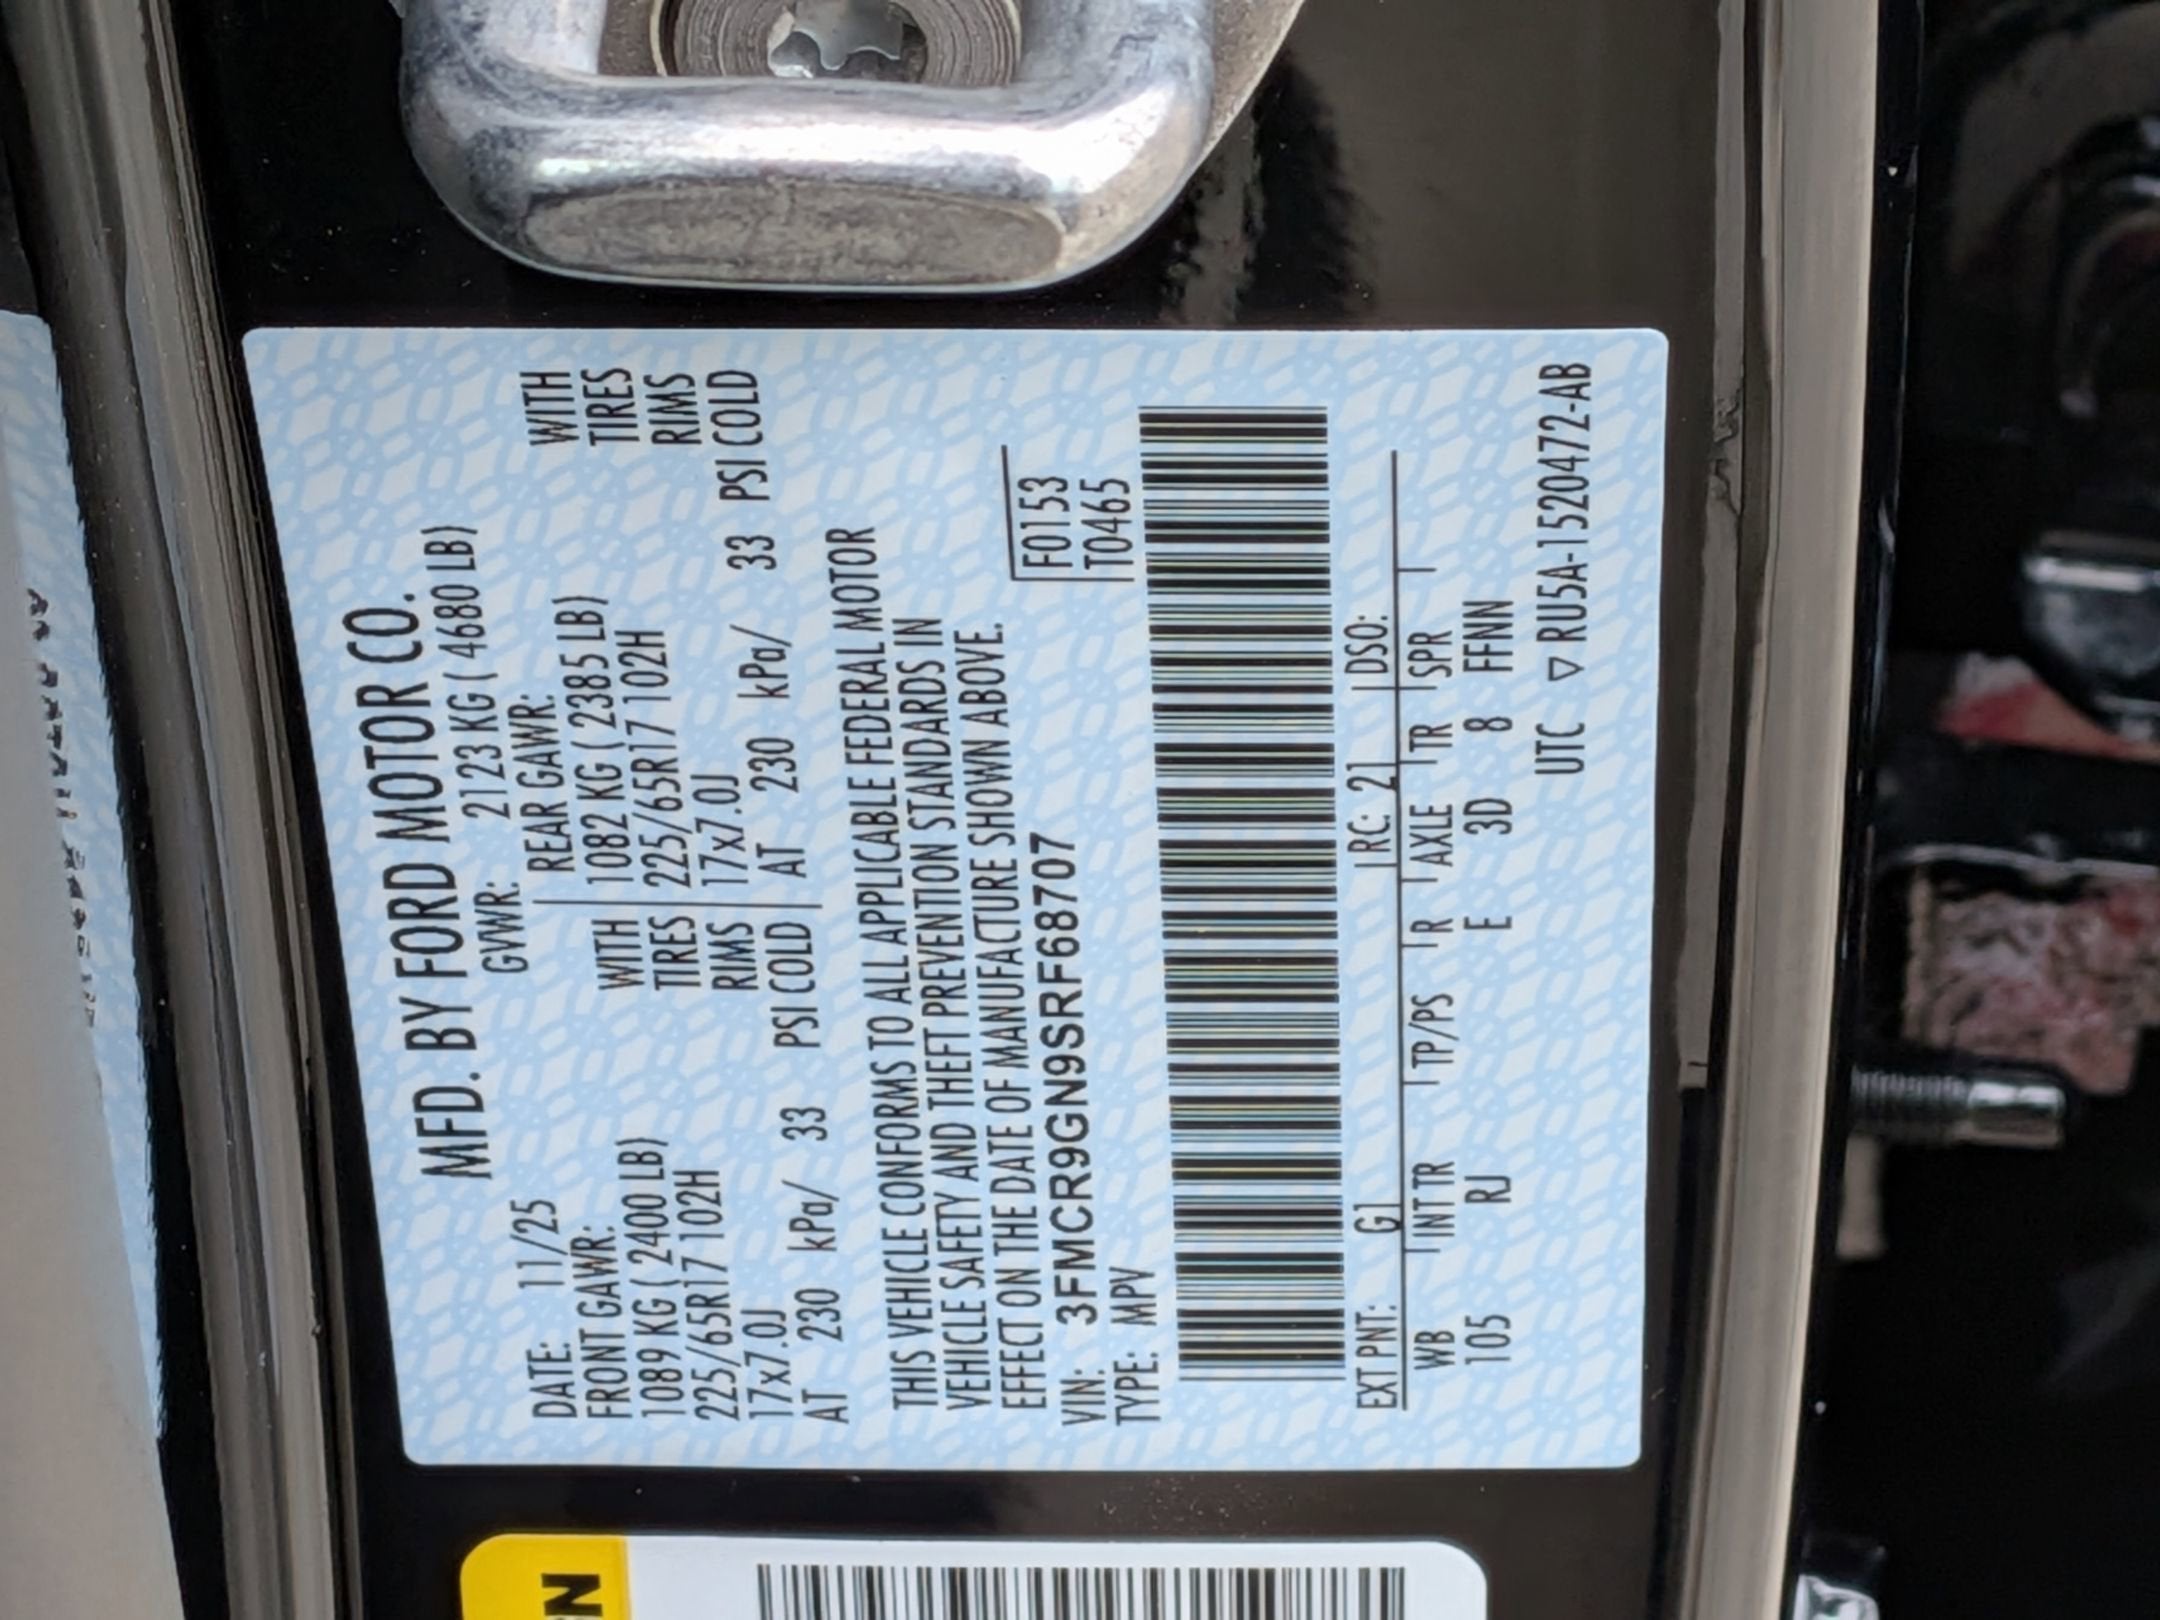 MFD. BY FORD MOTOR CO.
DATE: 11/25 GVWR: 2123 KG ( 4680 LB)
FRONT GAWR: REAR GAWR:
1089 KG ( 2400 LB) WITH 1082 KG ( 2385 LB) WITH
225/65R17 102H TIRES 225/65R17 102H TIRES
17x7.0J RIMS 17x7.0J RIMS
AT 230 kPa/ 33 PSI COLD AT 230 kPa/ 33 PSI COLD
THIS VEHICLE CONFORMS TO ALL APPLICABLE FEDERAL MOTOR
VEHICLE SAFETY AND THEFT PREVENTION STANDARDS IN
EFFECT ON THE DATE OF MANUFACTURE SHOWN ABOVE.
VIN: 3FMCR9GN9SRF68707 F0153
TYPE: MPV T0465
EXT PNT: G1 RC: 21 DSO:
WB INT TR TP/PS R AXLE TR SPR
105 RJ E 3D 8 FFNN
UTC ▽ RU5A-1520472-AB